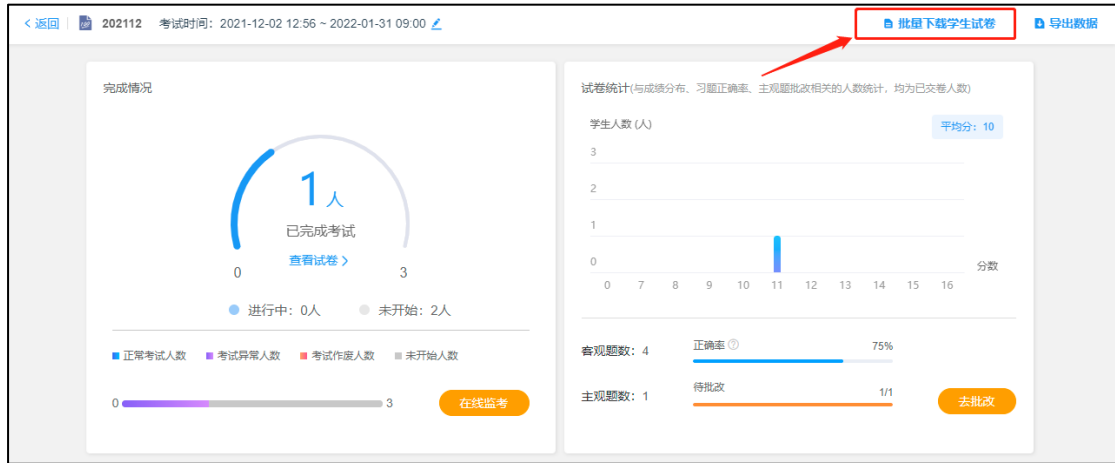 < 返回 202112 考试时间：2021-12-02 12:56 ~ 2022-01-31 09:00 批量下载学生试卷 导出数据
完成情况
1人
已完成考试
查看试卷 >
0 3
进行中：0人 未开始：2人
正常考试人数 考试异常人数 考试作废人数 未开始人数
0 3 在线监考
试卷统计(与成绩分布、习题正确率、主观题批改相关的人数统计，均为已交卷人数)
学生人数 (人) 平均分：10
3
2
1
0
分数
0 7 8 9 10 11 12 13 14 15 16
客观题数：4 正确率 ? 75%
主观题数：1 待批改 1/1 去批改